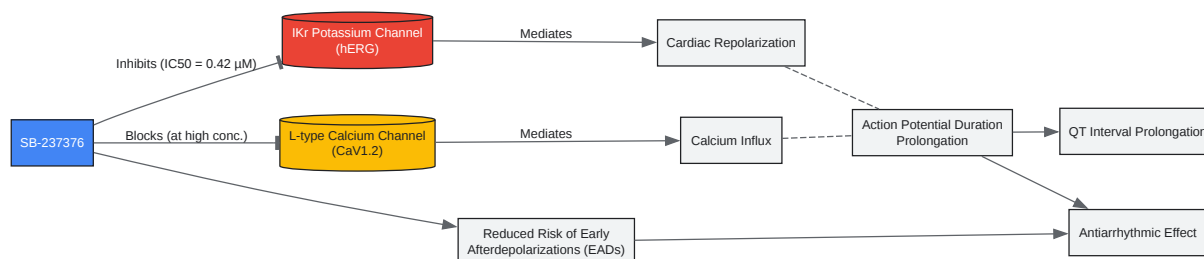 IKr Potassium Channel
(hERG)
Mediates
Cardiac Repolarization
Inhibits (IC50 = 0.42 µM)
SB-237376
Blocks (at high conc.)
L-type Calcium Channel
(CaV1.2)
Mediates
Calcium Influx
Action Potential Duration
Prolongation
QT Interval Prolongation
Reduced Risk of Early
Afterdepolarizations (EADs)
Antiarrhythmic Effect